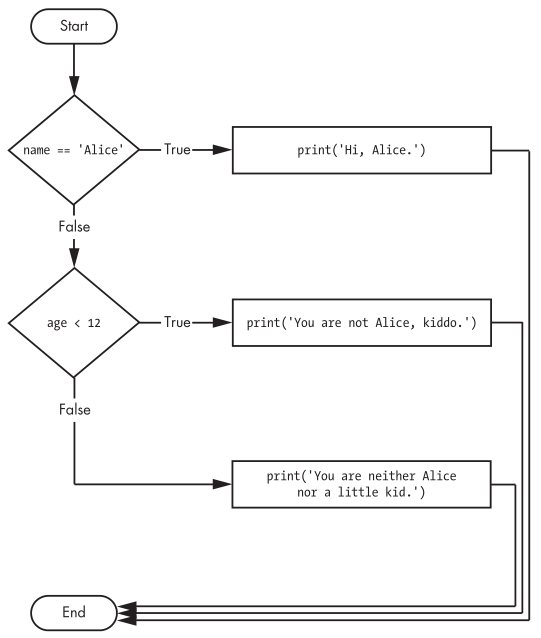 Start
name == 'Alice'
True
print('Hi, Alice.')
False
age < 12
True
print('You are not Alice, kiddo.')
False
print('You are neither Alice
nor a little kid.')
End